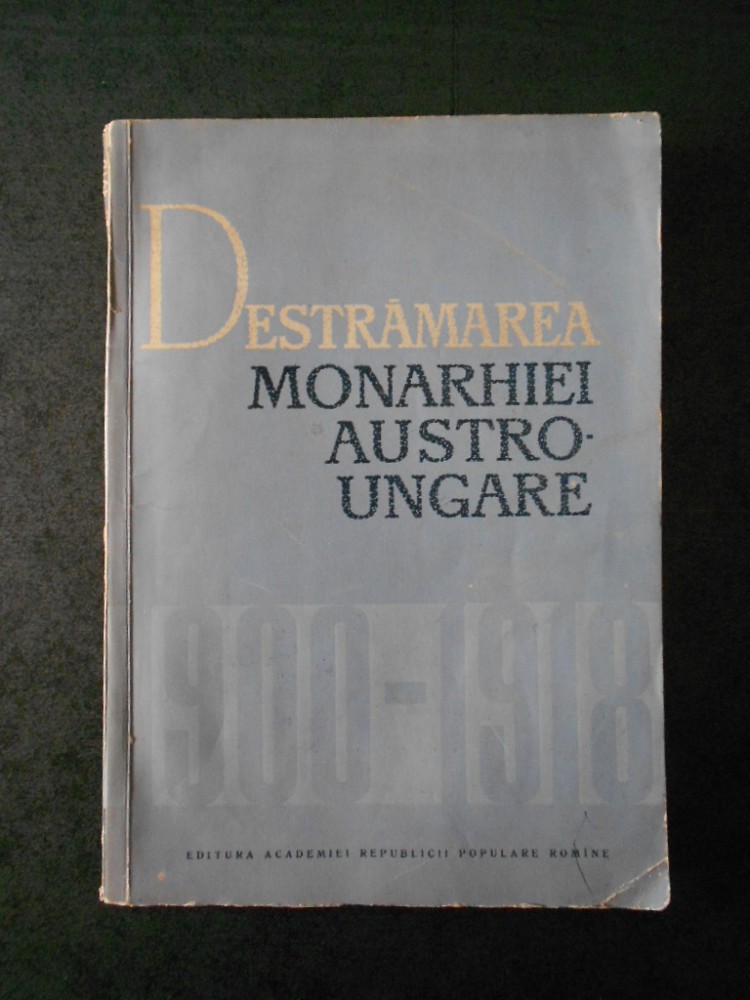 DESTRĂMAREA
MONARHIEI
AUSTRO-
UNGARE
1900-1918
EDITURA ACADEMIEI REPUBLICII POPULARE ROMÎNE